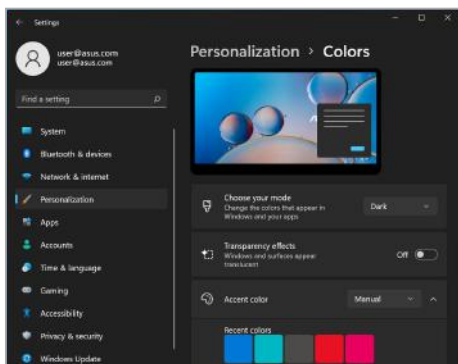 Settings
user@asus.com
user@asus.com
Find a setting
System
Bluetooth & devices
Network & internet
Personalization
Apps
Accounts
Time & language
Gaming
Accessibility
Privacy & security
Windows Update
Personalization > Colors
Choose your mode
Change the colors that appear in
Windows and your apps
Dark
Transparency effects
Windows and surfaces appear
translucent
Off
Accent color
Manual
Recent colors